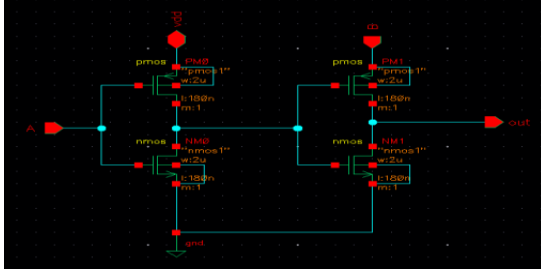 vdd
B
pmos
PM0
pmos
PM1
"pmos1"
"pmos1"
w:2u
w:2u
l:180n
l:180n
m:1
m:1
A
out
nmos
NM0
nmos
NM1
"nmos1"
"nmos1"
w:2u
w:2u
l:180n
l:180n
m:1
m:1
gnd